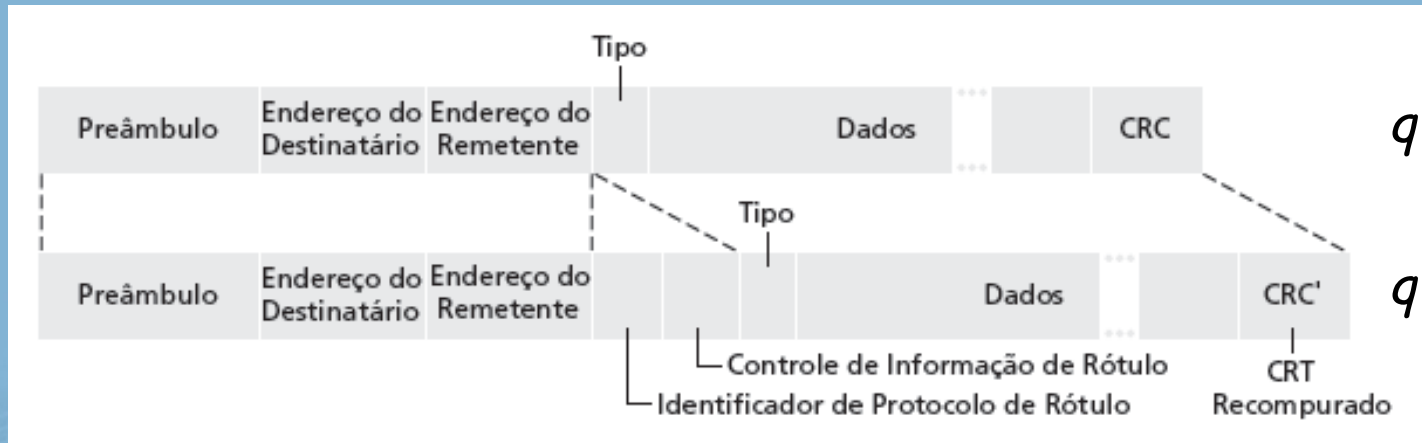 Tipo
Preâmbulo
Endereço do
Destinatário
Endereço do
Remetente
Dados
CRC
q
Tipo
Preâmbulo
Endereço do
Destinatário
Endereço do
Remetente
Dados
CRC'
q
Controle de Informação de Rótulo
Identificador de Protocolo de Rótulo
CRT
Recompurado